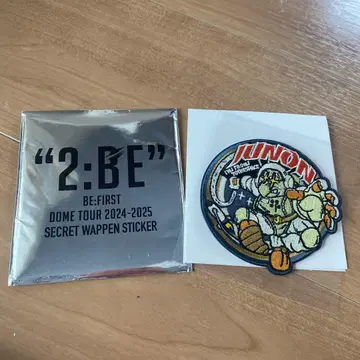 "2:BE"
BE:FIRST
DOME TOUR 2024-2025
SECRET WAPPEN STICKER
JUNON